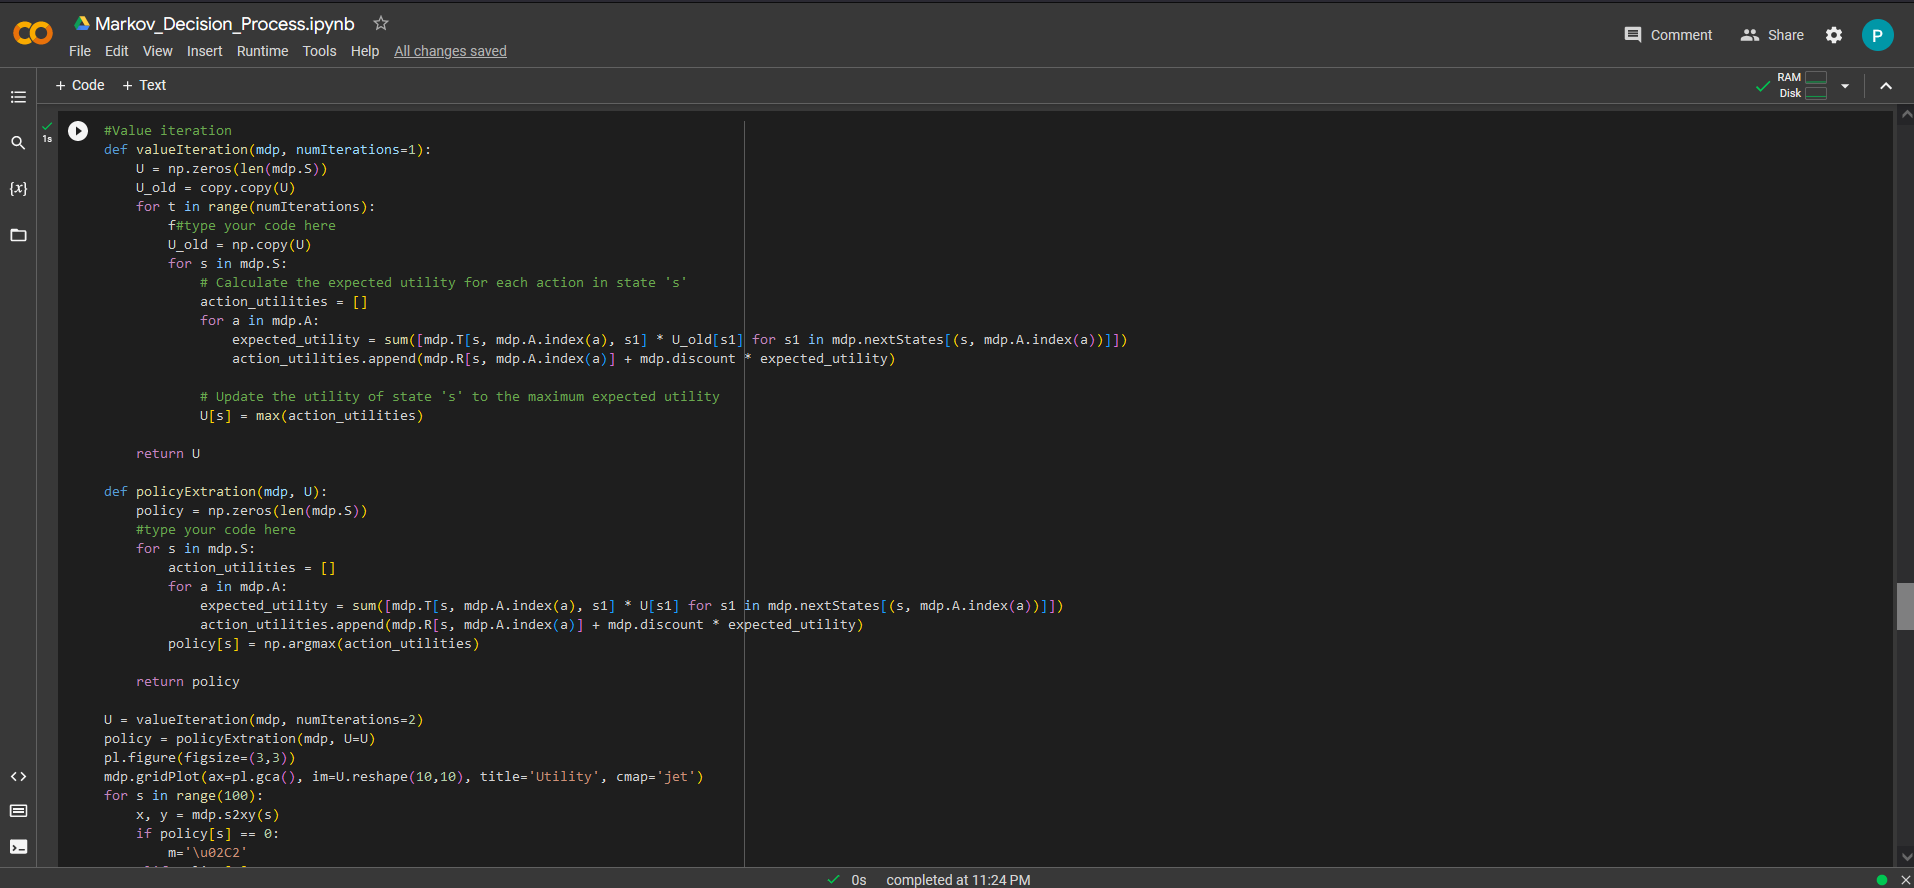 Markov_Decision_Process.ipynb
File Edit View Insert Runtime Tools Help All changes saved
Comment Share P
+ Code + Text
RAM
Disk
1s
{x}
#Value iteration
def valueIteration(mdp, numIterations=1):
    U = np.zeros(len(mdp.S))
    U_old = copy.copy(U)
    for t in range(numIterations):
        f#type your code here
        U_old = np.copy(U)
        for s in mdp.S:
            # Calculate the expected utility for each action in state 's'
            action_utilities = []
            for a in mdp.A:
                expected_utility = sum([mdp.T[s, mdp.A.index(a), s1] * U_old[s1] for s1 in mdp.nextStates[(s, mdp.A.index(a))]])
                action_utilities.append(mdp.R[s, mdp.A.index(a)] + mdp.discount * expected_utility)
            # Update the utility of state 's' to the maximum expected utility
            U[s] = max(action_utilities)
    return U
def policyExtration(mdp, U):
    policy = np.zeros(len(mdp.S))
    #type your code here
    for s in mdp.S:
        action_utilities = []
        for a in mdp.A:
            expected_utility = sum([mdp.T[s, mdp.A.index(a), s1] * U[s1] for s1 in mdp.nextStates[(s, mdp.A.index(a))]])
            action_utilities.append(mdp.R[s, mdp.A.index(a)] + mdp.discount * expected_utility)
        policy[s] = np.argmax(action_utilities)
    return policy
U = valueIteration(mdp, numIterations=2)
policy = policyExtration(mdp, U=U)
pl.figure(figsize=(3,3))
mdp.gridPlot(ax=pl.gca(), im=U.reshape(10,10), title='Utility', cmap='jet')
for s in range(100):
    x, y = mdp.s2xy(s)
    if policy[s] == 0:
        m='\u02C2'
0s completed at 11:24 PM